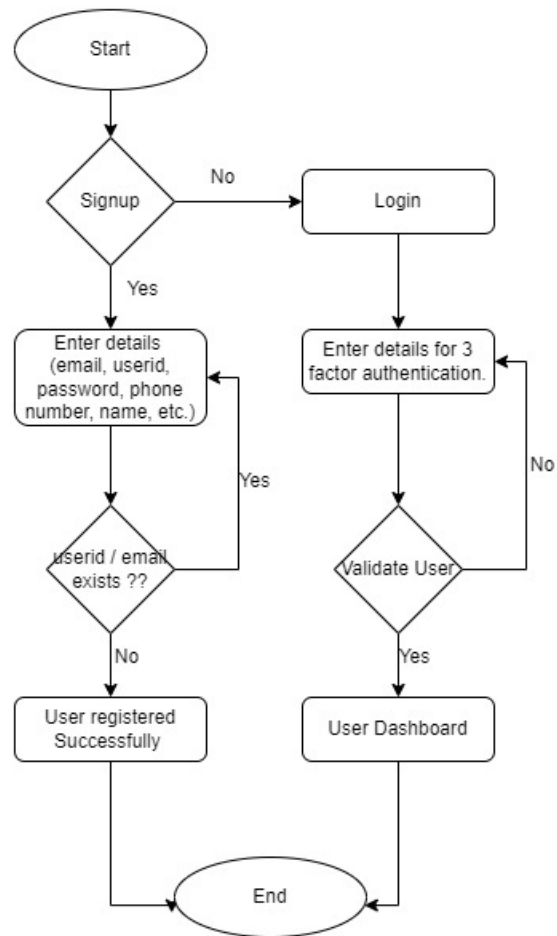 Start
Signup
No
Login
Yes
Enter details
(email, userid,
password, phone
number, name, etc.)
Enter details for 3
factor authentication.
Yes
No
userid / email
exists ??
Validate User
No
Yes
User registered
Successfully
User Dashboard
End